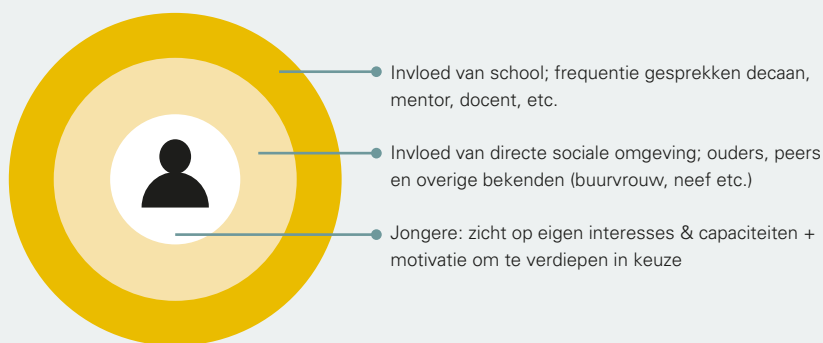 Invloed van school; frequentie gesprekken decaan,
mentor, docent, etc.
Invloed van directe sociale omgeving; ouders, peers
en overige bekenden (buurvrouw, neef etc.)
Jongere: zicht op eigen interesses & capaciteiten +
motivatie om te verdiepen in keuze